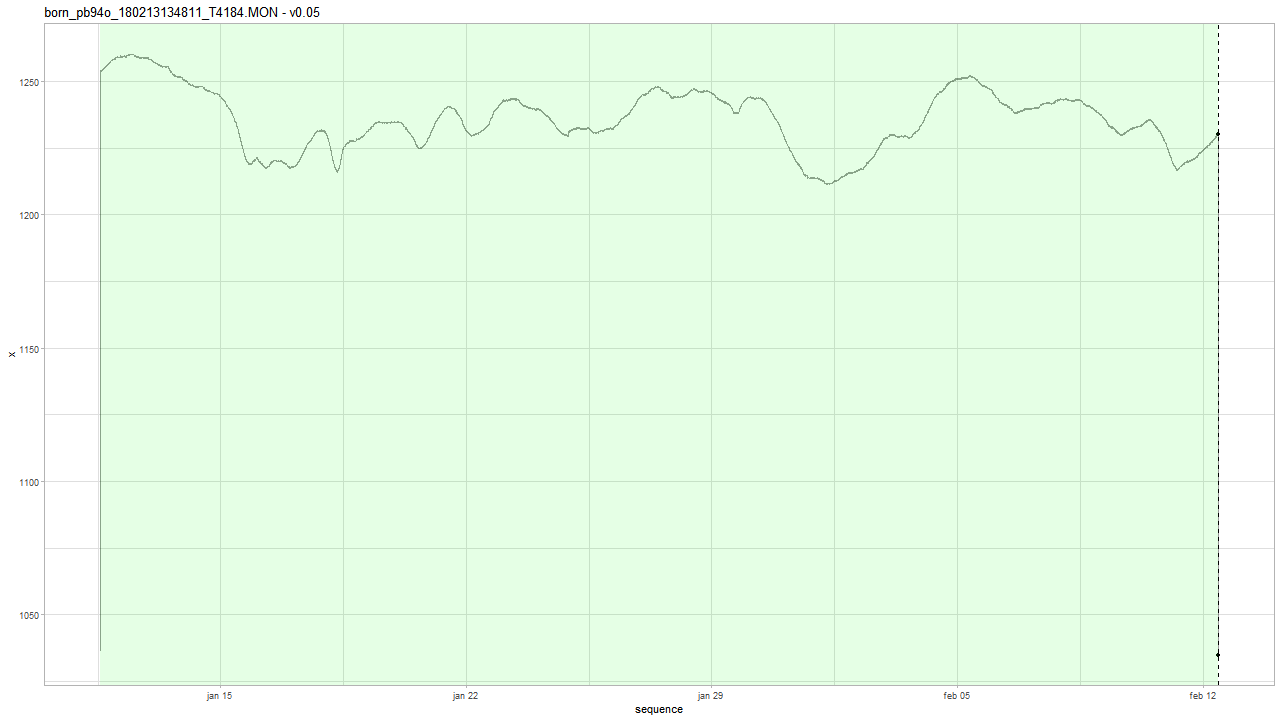 born_pb94o_180213134811_T4184.MON - v0.05
1250
1200
1150
x
1100
1050
jan 15
jan 22
jan 29
feb 05
feb 12
sequence